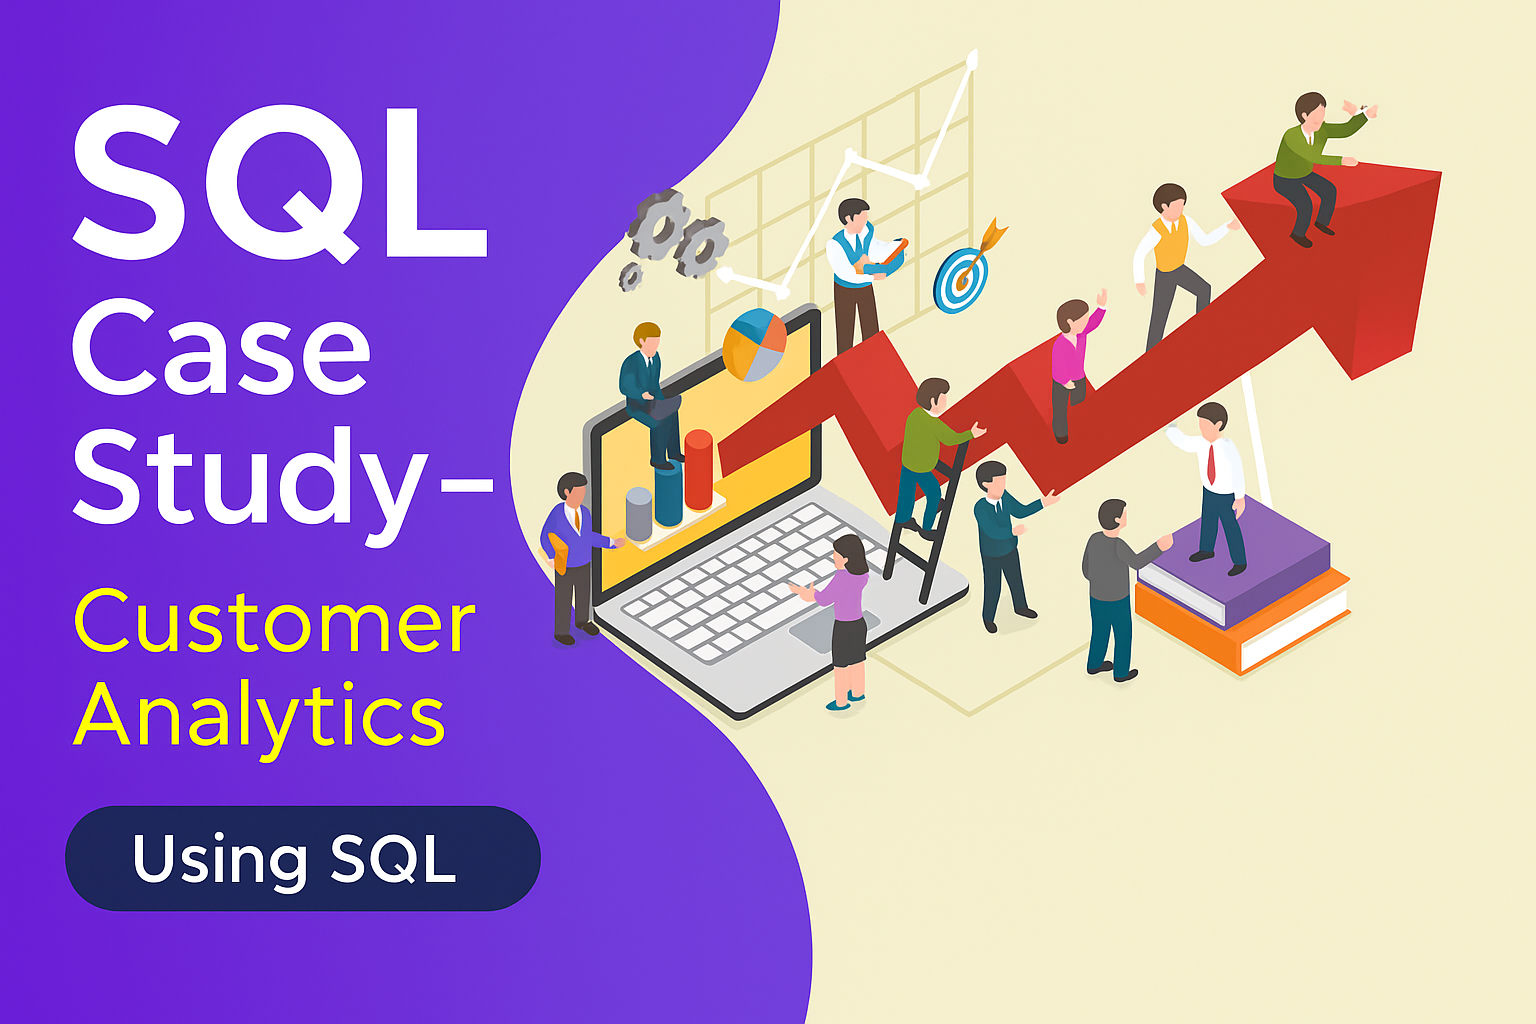 SQL
Case
Study–
Customer
Analytics
Using SQL